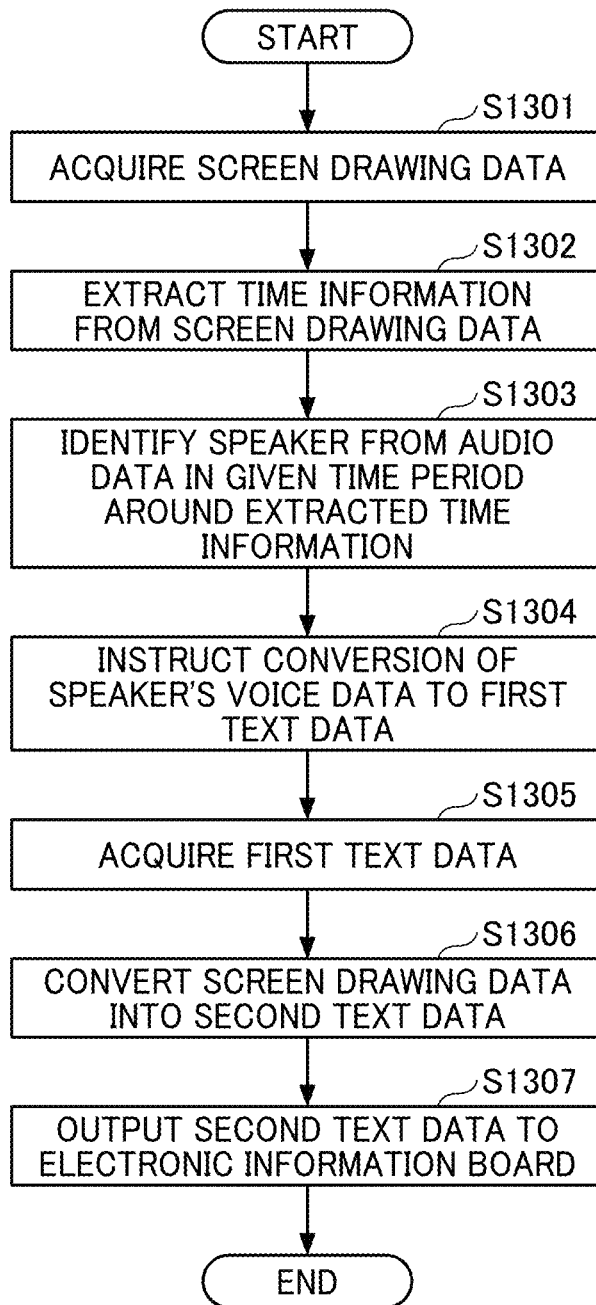 START
S1301
ACQUIRE SCREEN DRAWING DATA
S1302
EXTRACT TIME INFORMATION
FROM SCREEN DRAWING DATA
S1303
IDENTIFY SPEAKER FROM AUDIO
DATA IN GIVEN TIME PERIOD
AROUND EXTRACTED TIME
INFORMATION
S1304
INSTRUCT CONVERSION OF
SPEAKER'S VOICE DATA TO FIRST
TEXT DATA
S1305
ACQUIRE FIRST TEXT DATA
S1306
CONVERT SCREEN DRAWING DATA
INTO SECOND TEXT DATA
S1307
OUTPUT SECOND TEXT DATA TO
ELECTRONIC INFORMATION BOARD
END